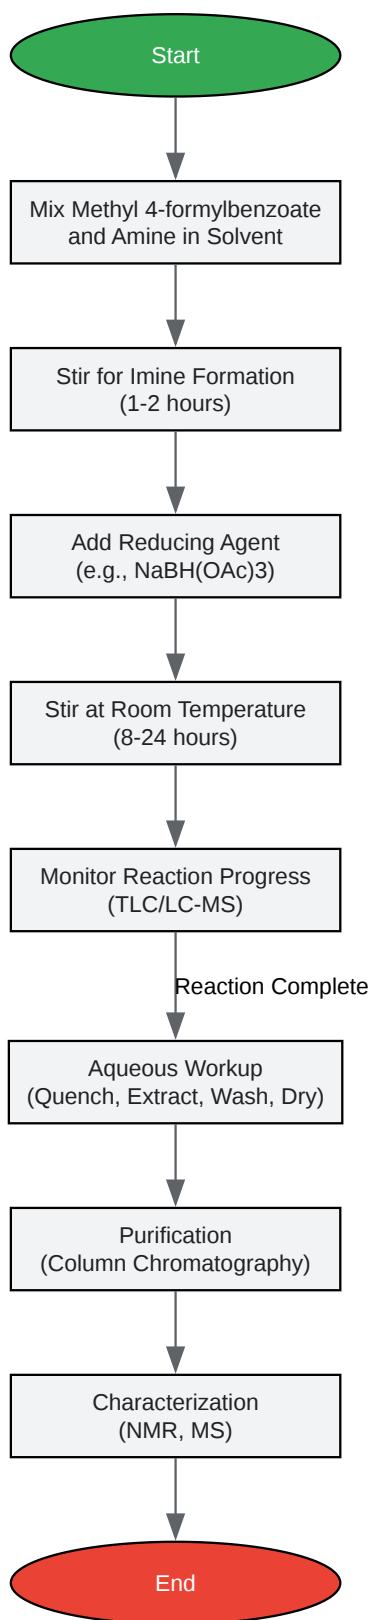 Start
Mix Methyl 4-formylbenzoate
and Amine in Solvent
Stir for Imine Formation
(1-2 hours)
Add Reducing Agent
(e.g., NaBH(OAc)3)
Stir at Room Temperature
(8-24 hours)
Monitor Reaction Progress
(TLC/LC-MS)
Reaction Complete
Aqueous Workup
(Quench, Extract, Wash, Dry)
Purification
(Column Chromatography)
Characterization
(NMR, MS)
End